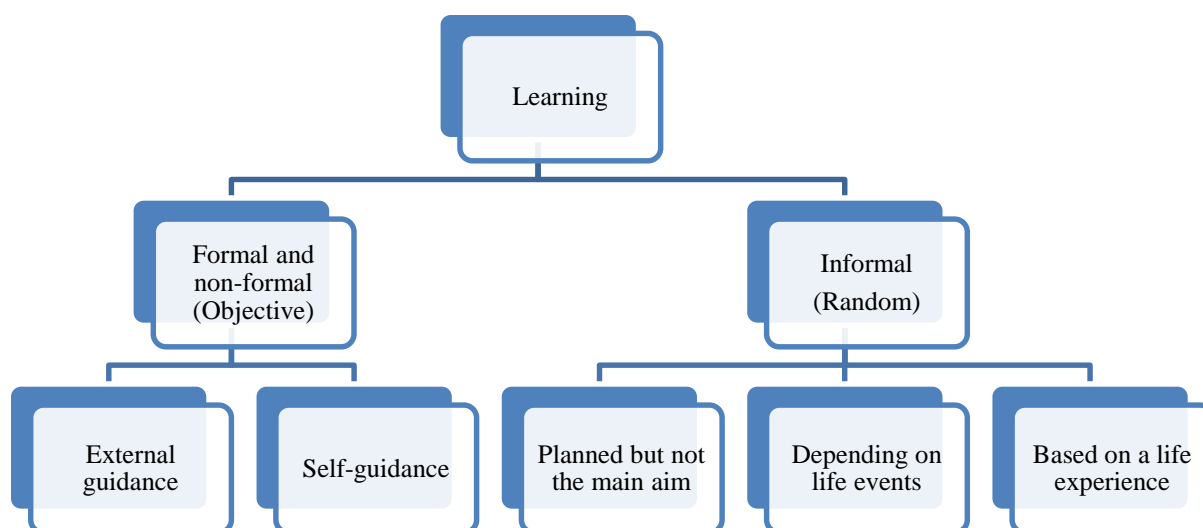 Learning
Formal and
non-formal
(Objective)
Informal
(Random)
External
guidance
Self-guidance
Planned but not
the main aim
Depending on
life events
Based on a life
experience